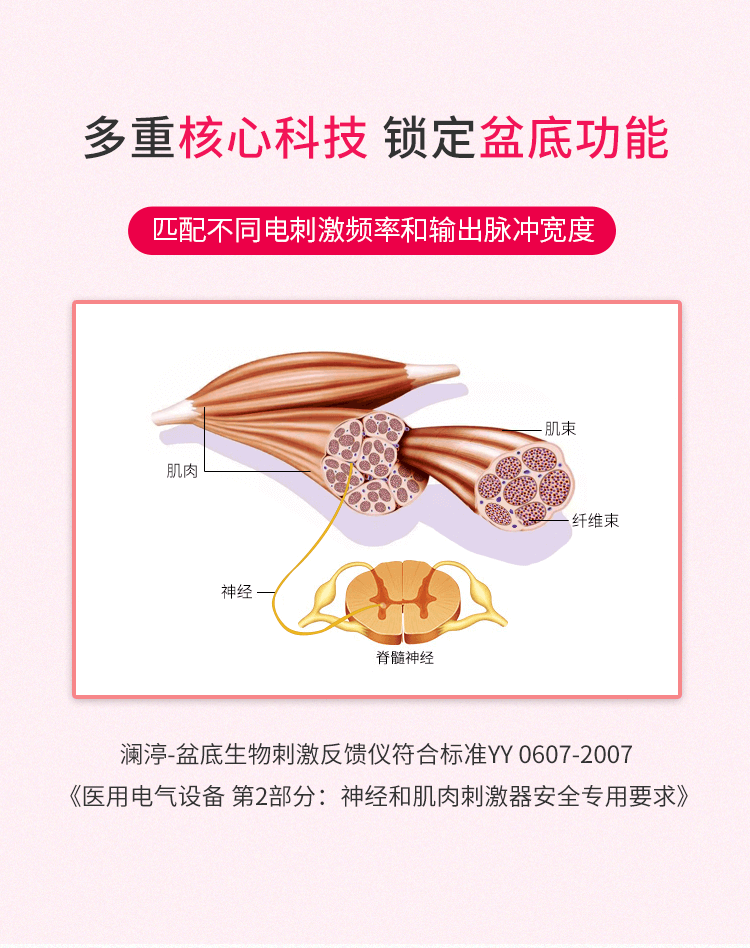 多重核心科技 锁定盆底功能
匹配不同电刺激频率和输出脉冲宽度
肌束
肌肉
纤维束
神经
脊髓神经
澜渟-盆底生物刺激反馈仪符合标准YY 0607-2007
《医用电气设备 第2部分：神经和肌肉刺激器安全专用要求》